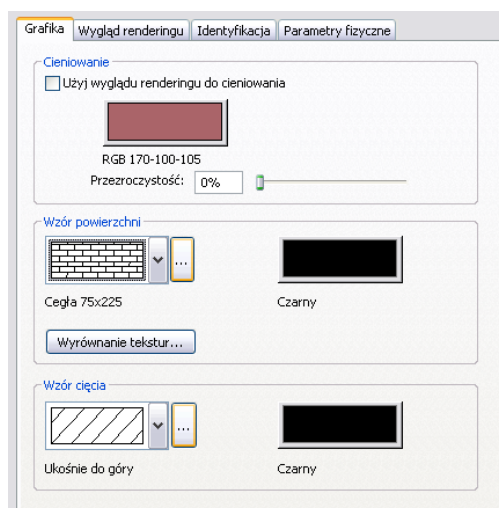 Grafika Wygląd renderingu Identyfikacja Parametry fizyczne
Cieniowanie
Użyj wyglądu renderingu do cieniowania
RGB 170-100-105
Przezroczystość: 0%
Wzór powierzchni
...
Cegła 75x225 Czarny
Wyrównanie tekstur...
Wzór cięcia
...
Ukośnie do góry Czarny